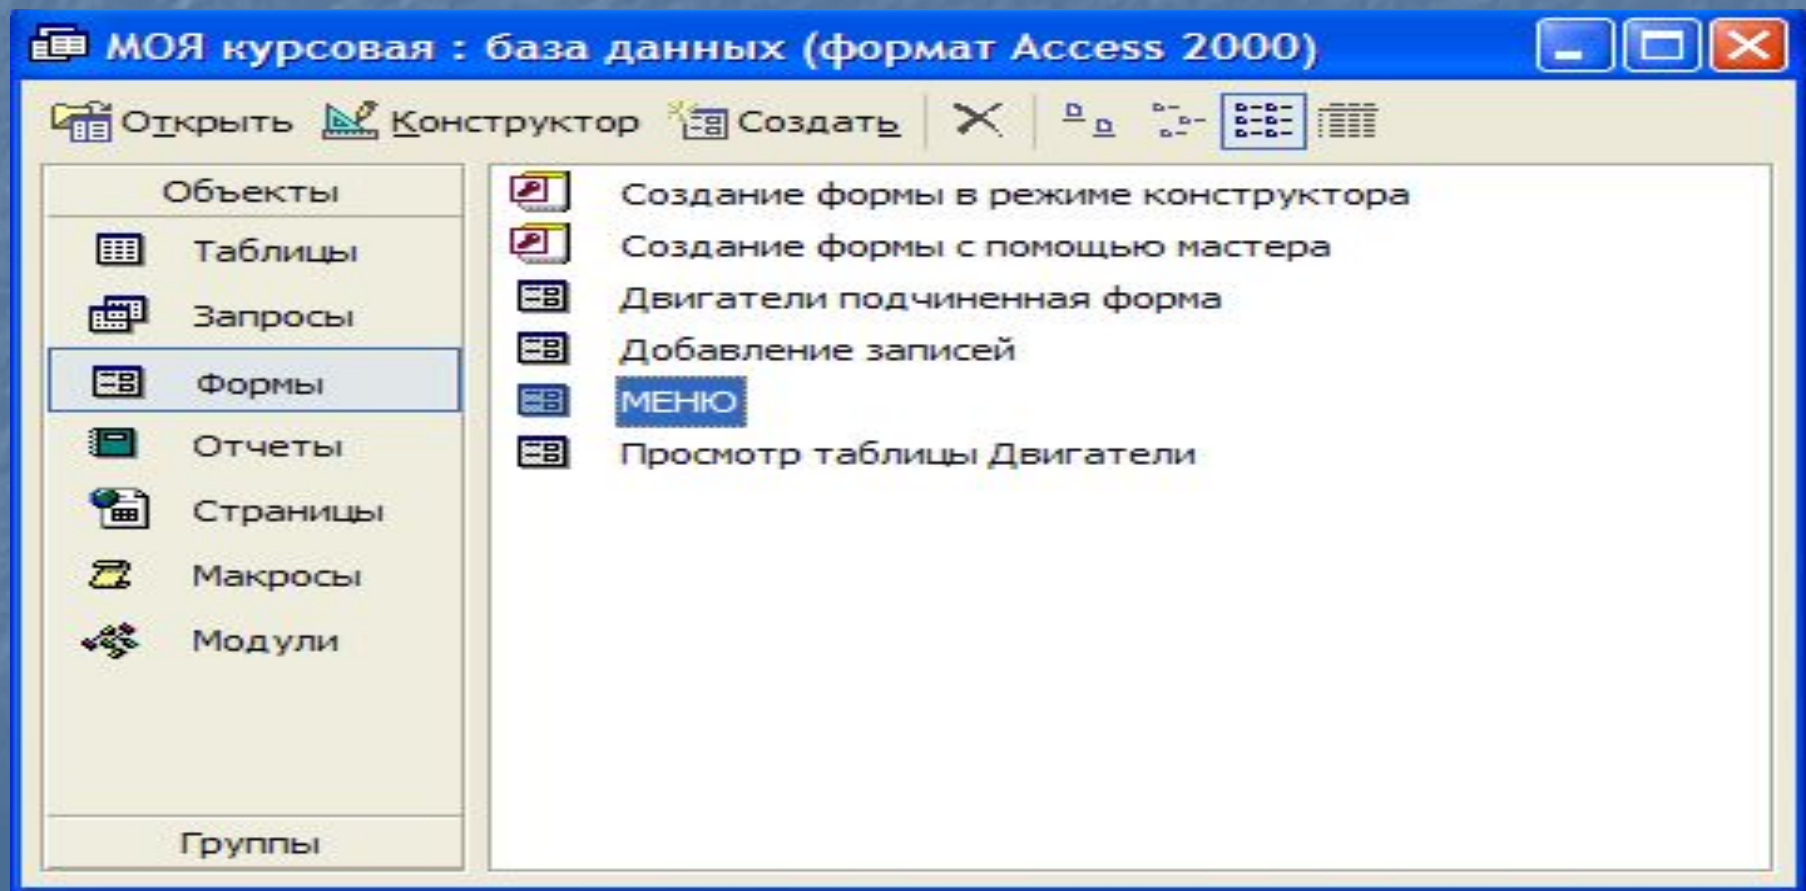 МОЯ курсовая : база данных (формат Access 2000)
Открыть Конструктор Создать
Объекты
Таблицы
Запросы
Формы
Отчеты
Страницы
Макросы
Модули
Группы
Создание формы в режиме конструктора
Создание формы с помощью мастера
Двигатели подчиненная форма
Добавление записей
МЕНЮ
Просмотр таблицы Двигатели